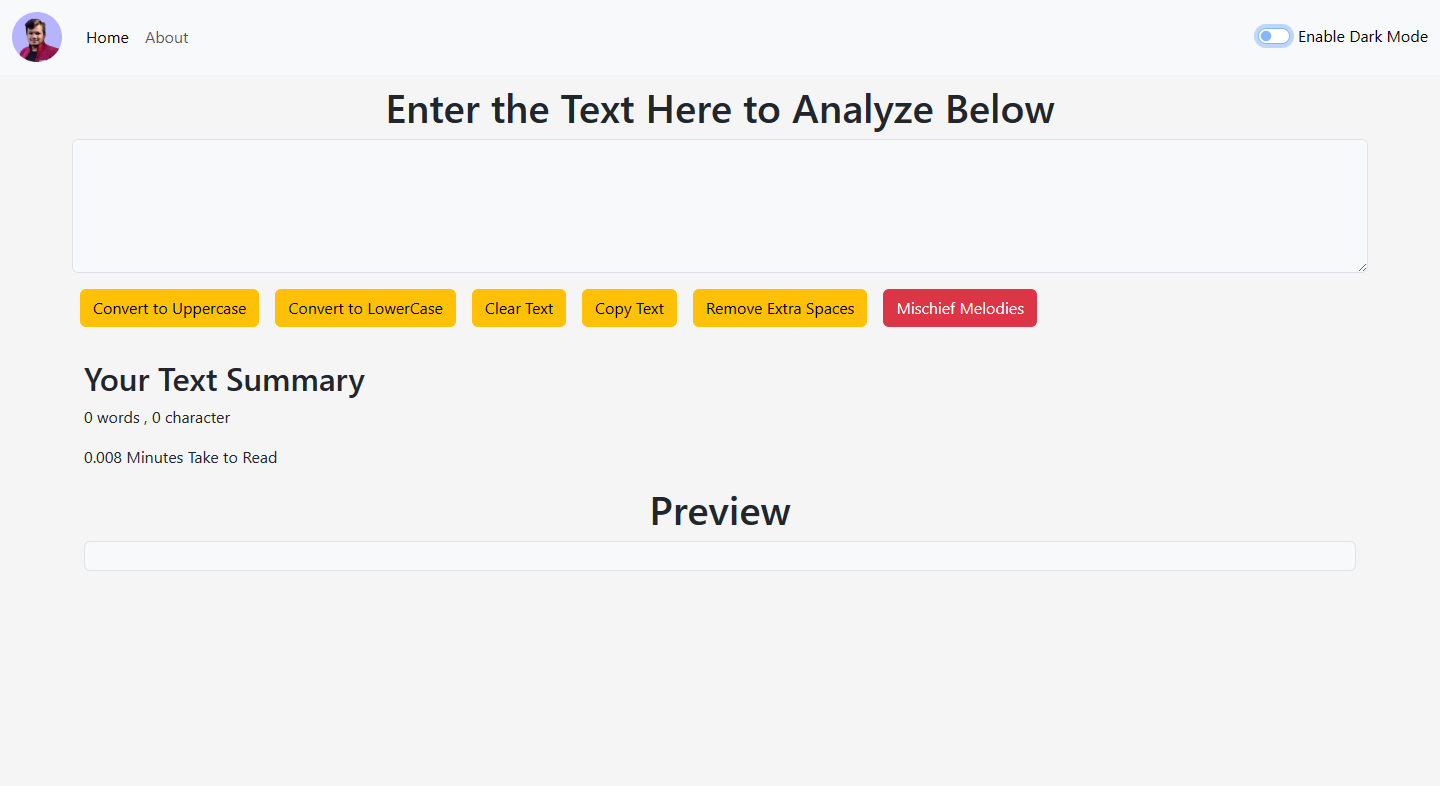 Home About Enable Dark Mode
Enter the Text Here to Analyze Below
Convert to Uppercase Convert to LowerCase Clear Text Copy Text Remove Extra Spaces Mischief Melodies
Your Text Summary
0 words , 0 character
0.008 Minutes Take to Read
Preview